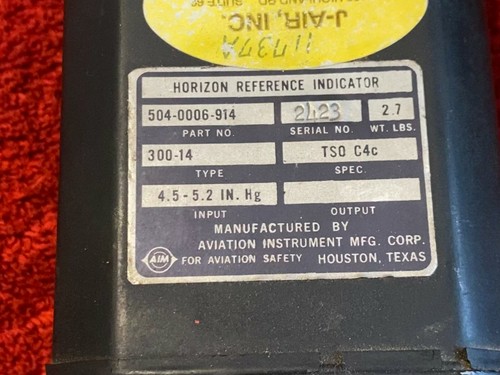 J-AIR, INC.
117737A
HORIZON REFERENCE INDICATOR
504-0006-914 2423 2.7
PART NO. SERIAL NO. WT. LBS.
300-14 TSO C4c
TYPE SPEC.
4.5-5.2 IN. Hg
INPUT OUTPUT
MANUFACTURED BY
AVIATION INSTRUMENT MFG. CORP.
AIM FOR AVIATION SAFETY HOUSTON, TEXAS